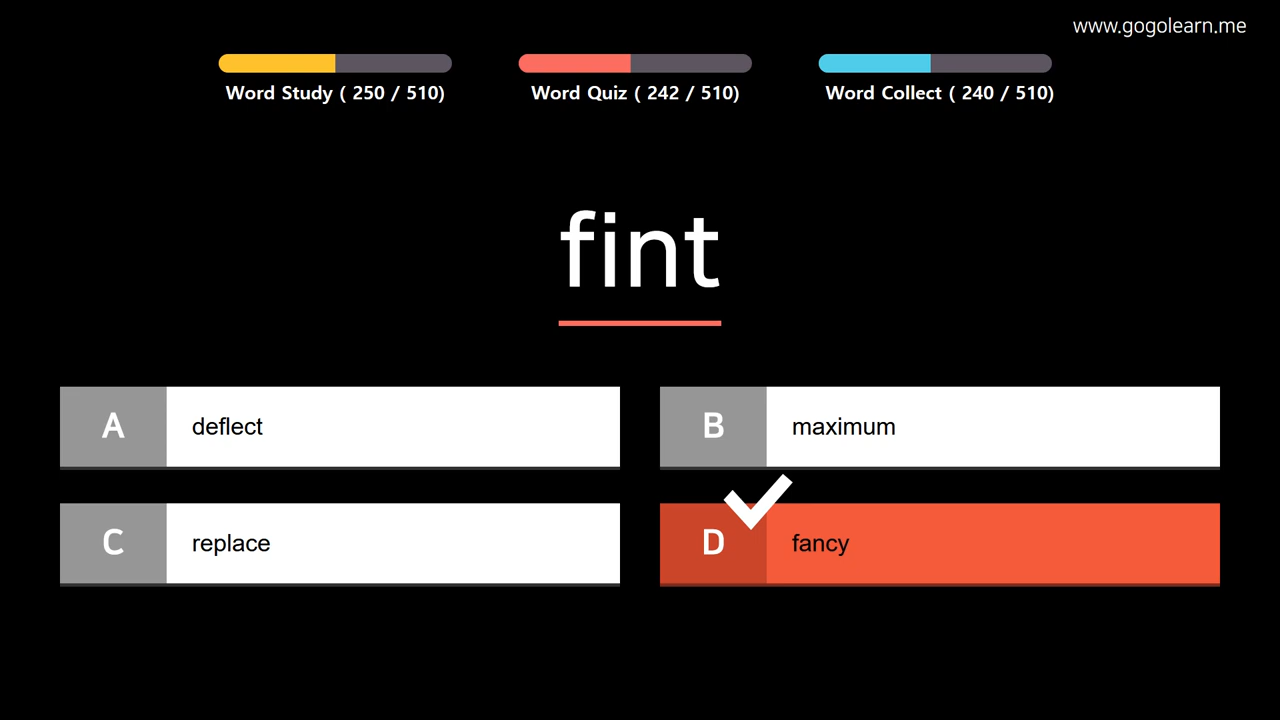 www.gogolearn.me
Word Study ( 250 / 510)
Word Quiz ( 242 / 510)
Word Collect ( 240 / 510)
fint
A deflect
B maximum
C replace
D fancy